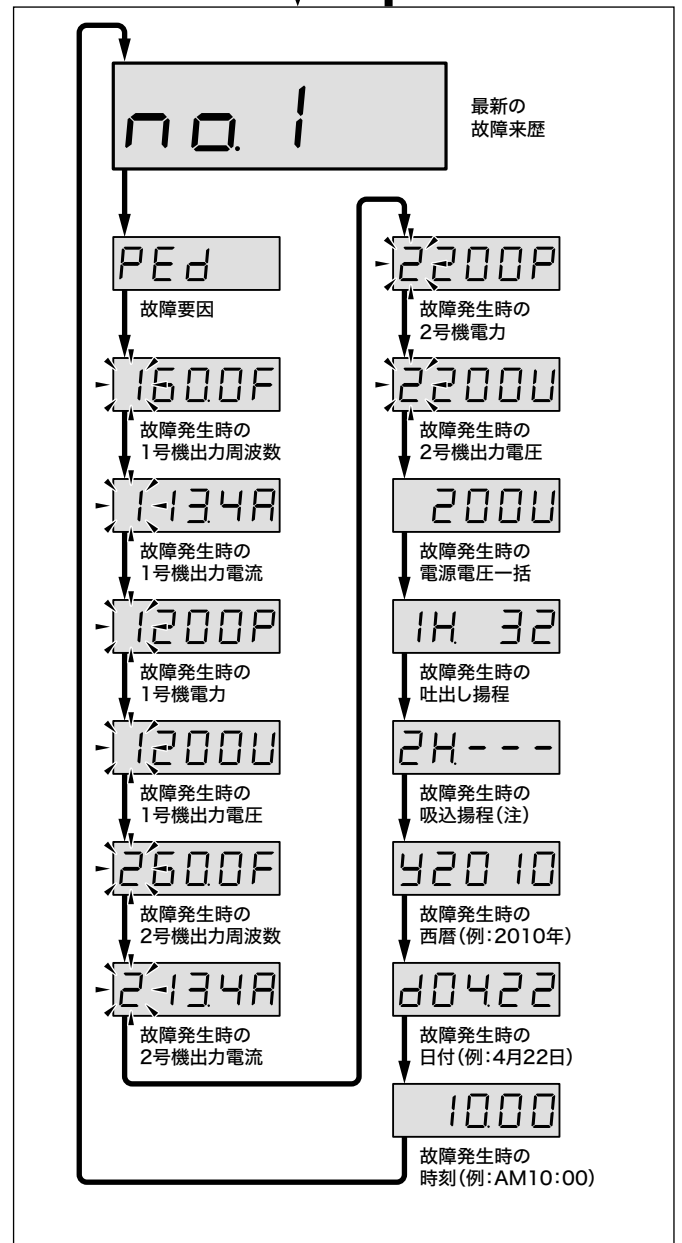 no. 1
最新の
故障来歴
PEd
故障要因
160.0F
故障発生時の
1号機出力周波数
113.4A
故障発生時の
1号機出力電流
1200P
故障発生時の
1号機電力
1200U
故障発生時の
1号機出力電圧
260.0F
故障発生時の
2号機出力周波数
213.4A
故障発生時の
2号機出力電流
2200P
故障発生時の
2号機電力
2200U
故障発生時の
2号機出力電圧
200U
故障発生時の
電源電圧一括
1H. 32
故障発生時の
吐出し揚程
2H.---
故障発生時の
吸込揚程(注)
y2010
故障発生時の
西暦(例:2010年)
d04.22
故障発生時の
日付(例:4月22日)
10.00
故障発生時の
時刻(例:AM10:00)